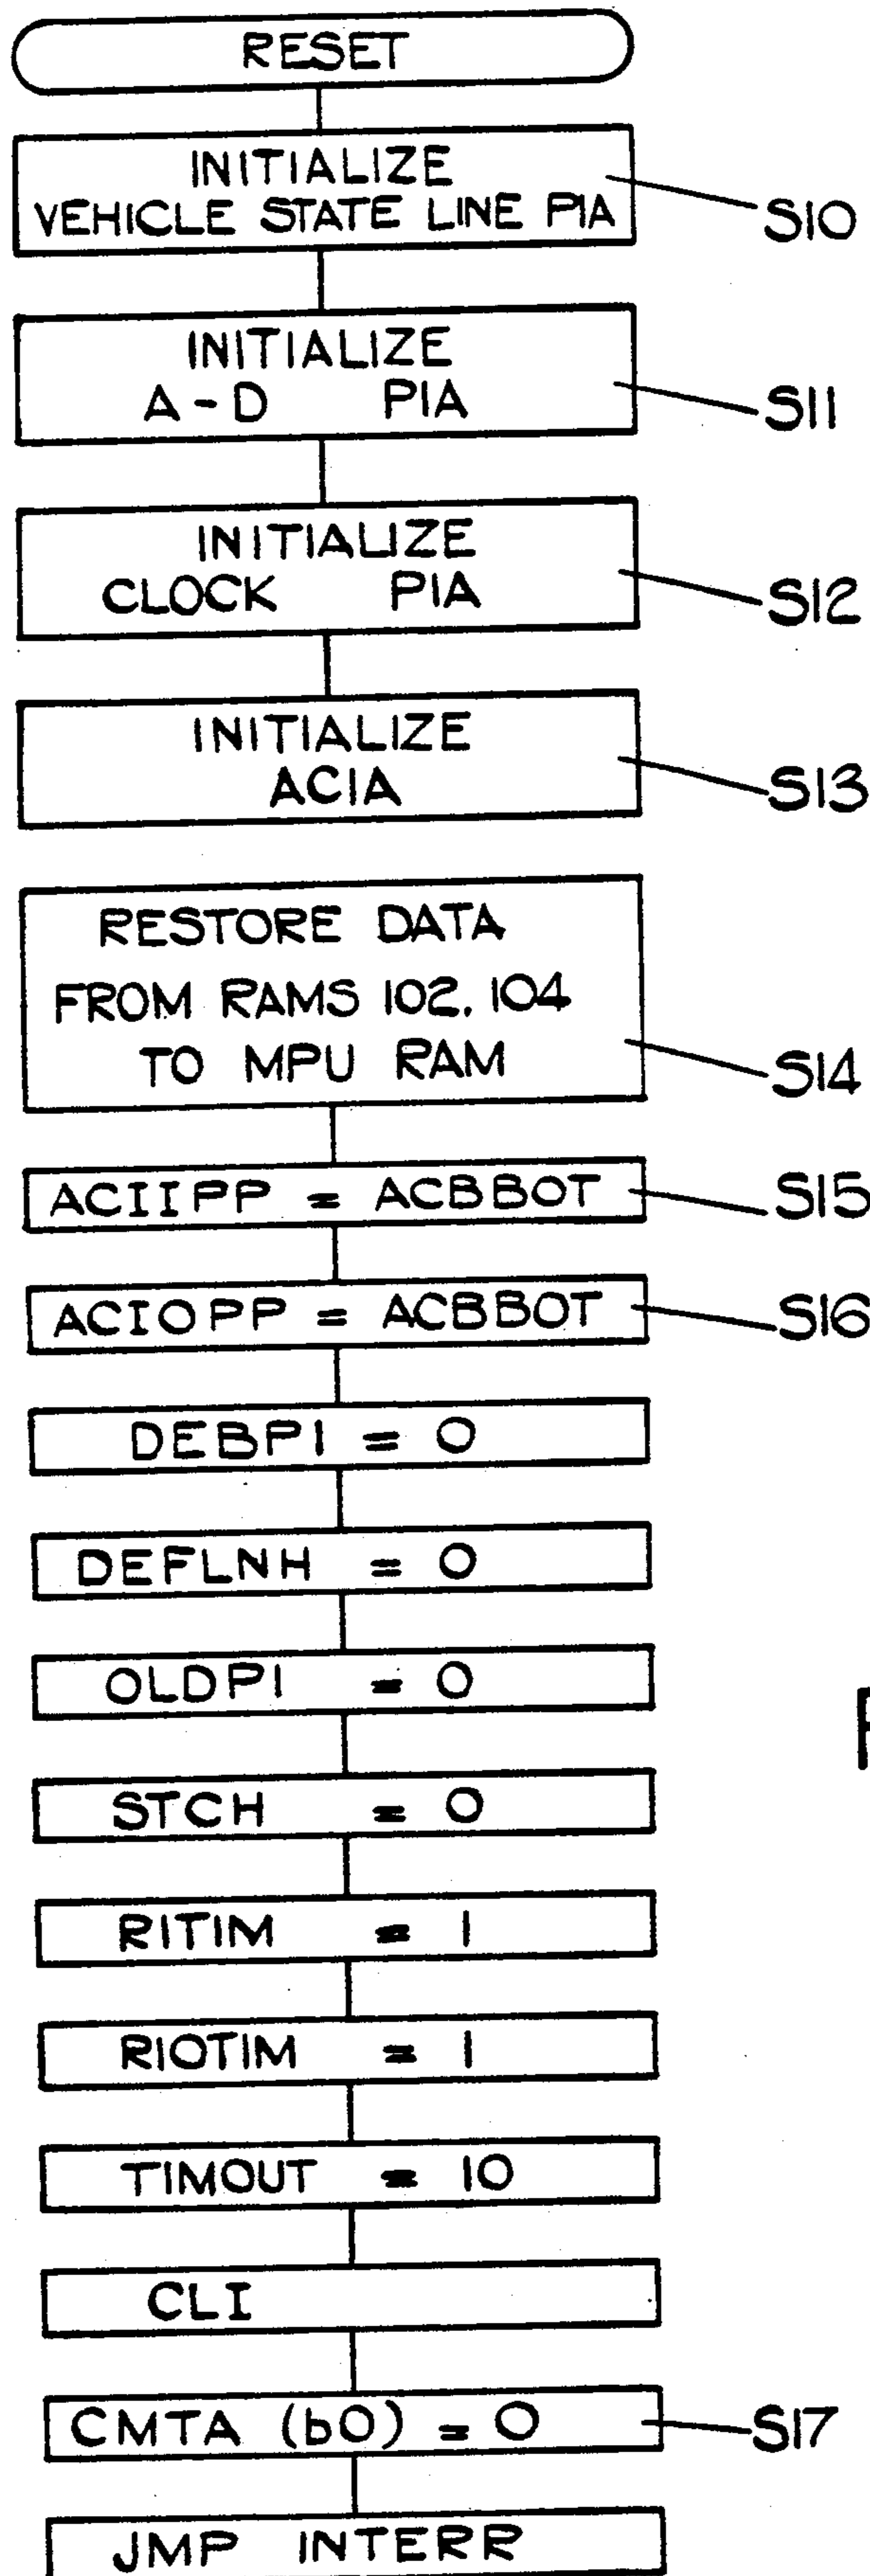 RESET
INITIALIZE
VEHICLE STATE LINE PIA
S10
INITIALIZE
A-D PIA
S11
INITIALIZE
CLOCK PIA
S12
INITIALIZE
ACIA
S13
RESTORE DATA
FROM RAMS 102, 104
TO MPU RAM
S14
ACIIPP = ACBBOT
S15
ACIOPP = ACBBOT
S16
DEBPI = 0
DEFLNH = 0
OLDPI = 0
STCH = 0
RITIM = 1
RIOTIM = 1
TIMOUT = 10
CLI
CMTA (b0) = 0
S17
JMP INTERR